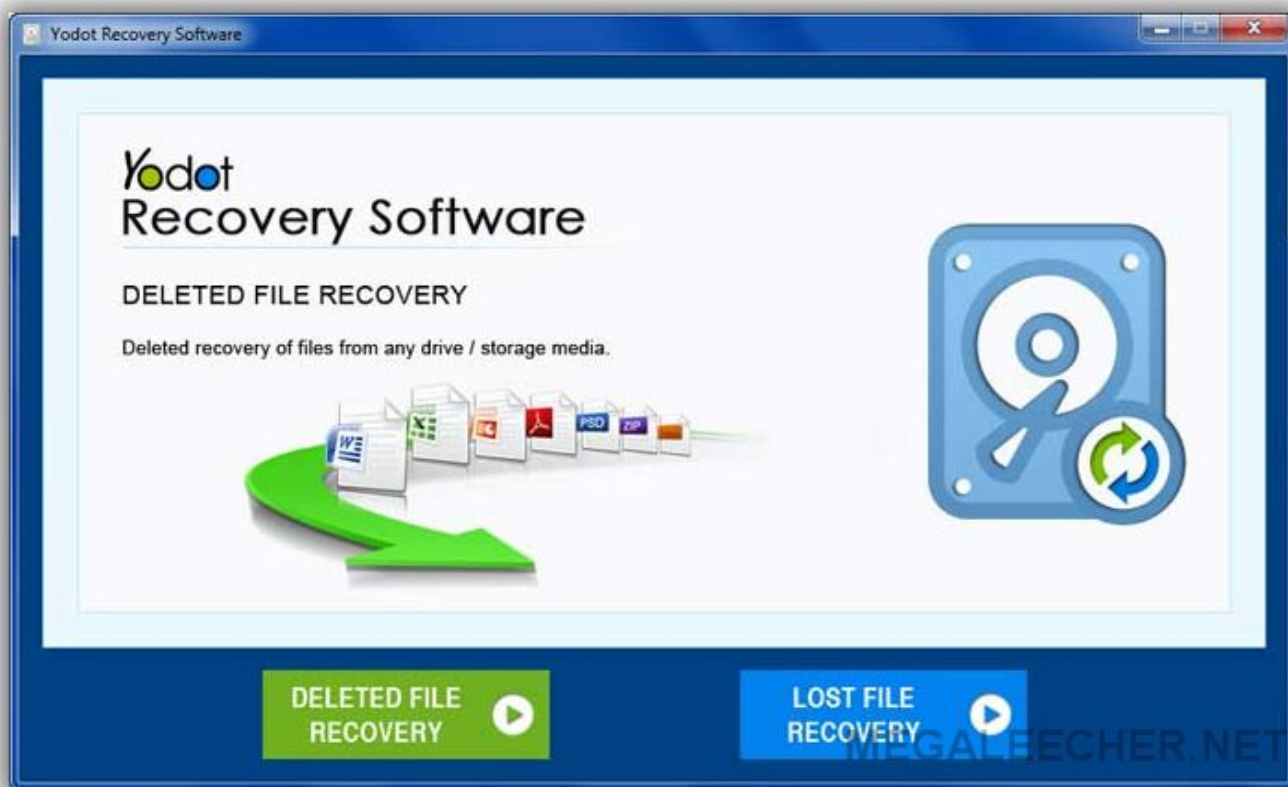 Yodot Recovery Software
Yodot
Recovery Software
DELETED FILE RECOVERY
Deleted recovery of files from any drive / storage media.
W
X
PSD
ZIP
DELETED FILE
RECOVERY
LOST FILE
RECOVERY
MEGALEECHER.NET